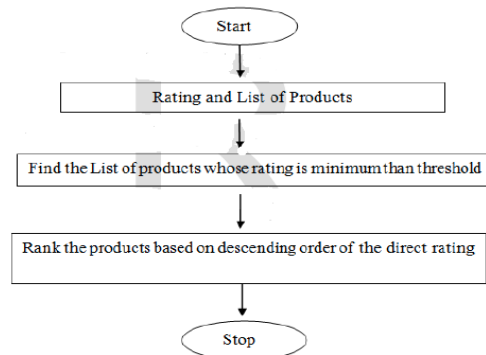 Start
Rating and List of Products
Find the List of products whose rating is minimum than threshold
Rank the products based on descending order of the direct rating
Stop